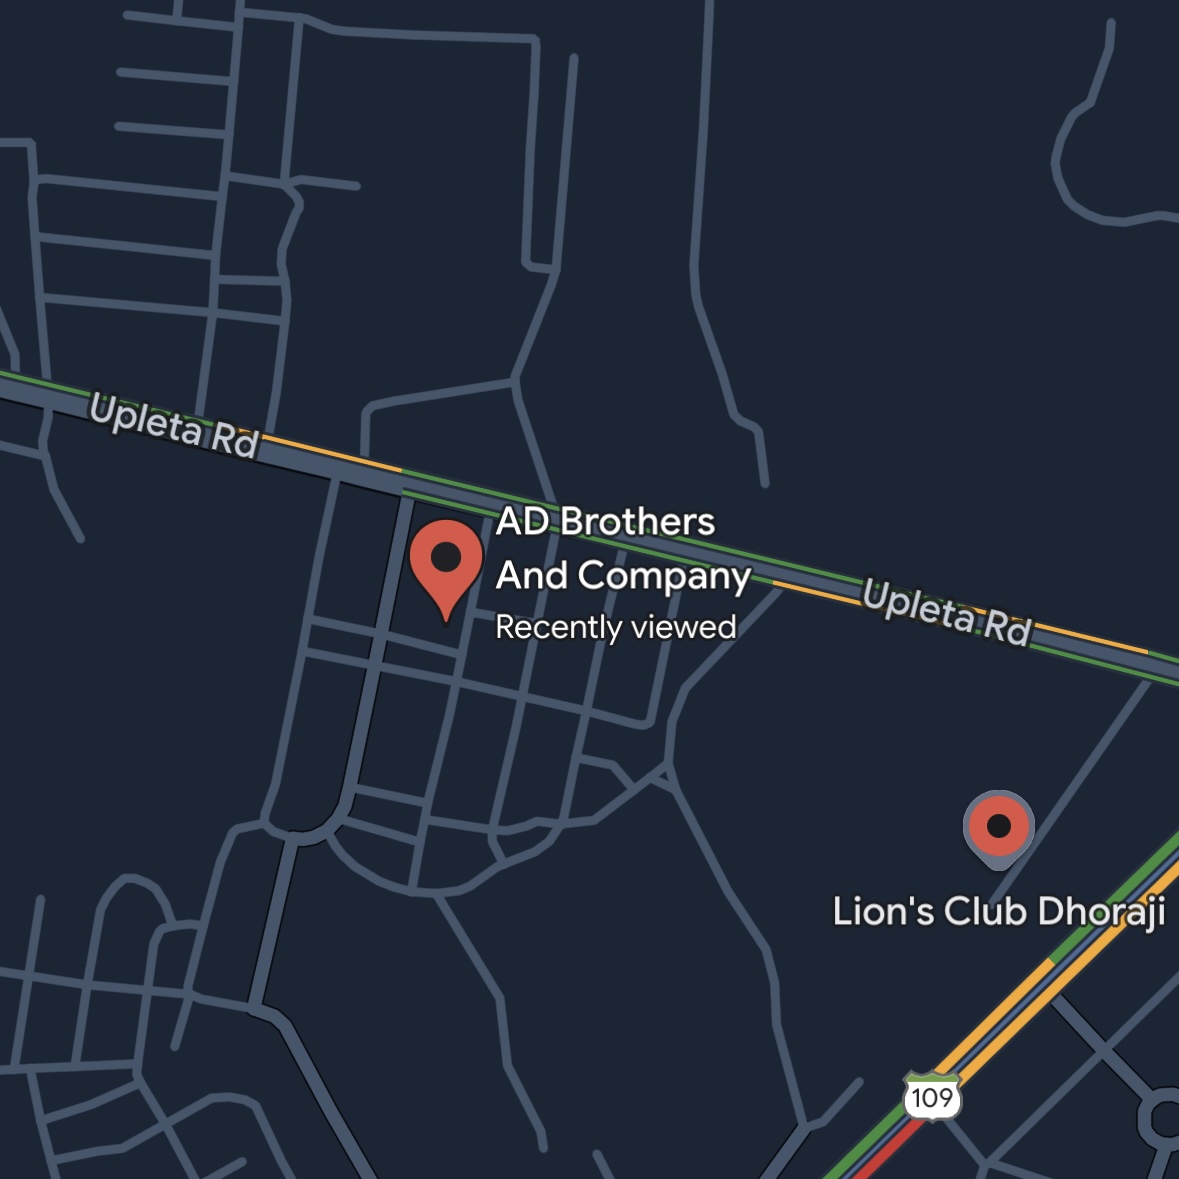 Upleta Rd
AD Brothers
And Company
Recently viewed
Upleta Rd
Lion's Club Dhoraji
109